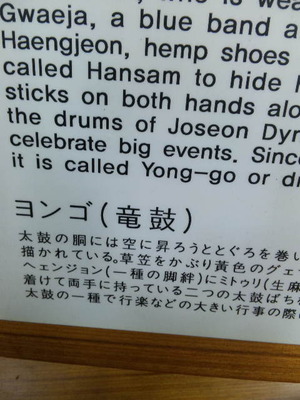 Gwaeja, a blue band a
Haengjeon, hemp shoes
called Hansam to hide h
sticks on both hands alo
the drums of Joseon Dyn
celebrate big events. Sinc
it is called Yong-go or dr
ヨンゴ(竜鼓)
太鼓の胴には空に昇ろうととぐろを巻い
描かれている。草笠をかぶり黄色のグェ
ヘェンジョン(一種の脚絆)にミトゥリ(生麻
着けて両手に持っている二つの太鼓ばち
太鼓の一種で行楽などの大きい行事の際